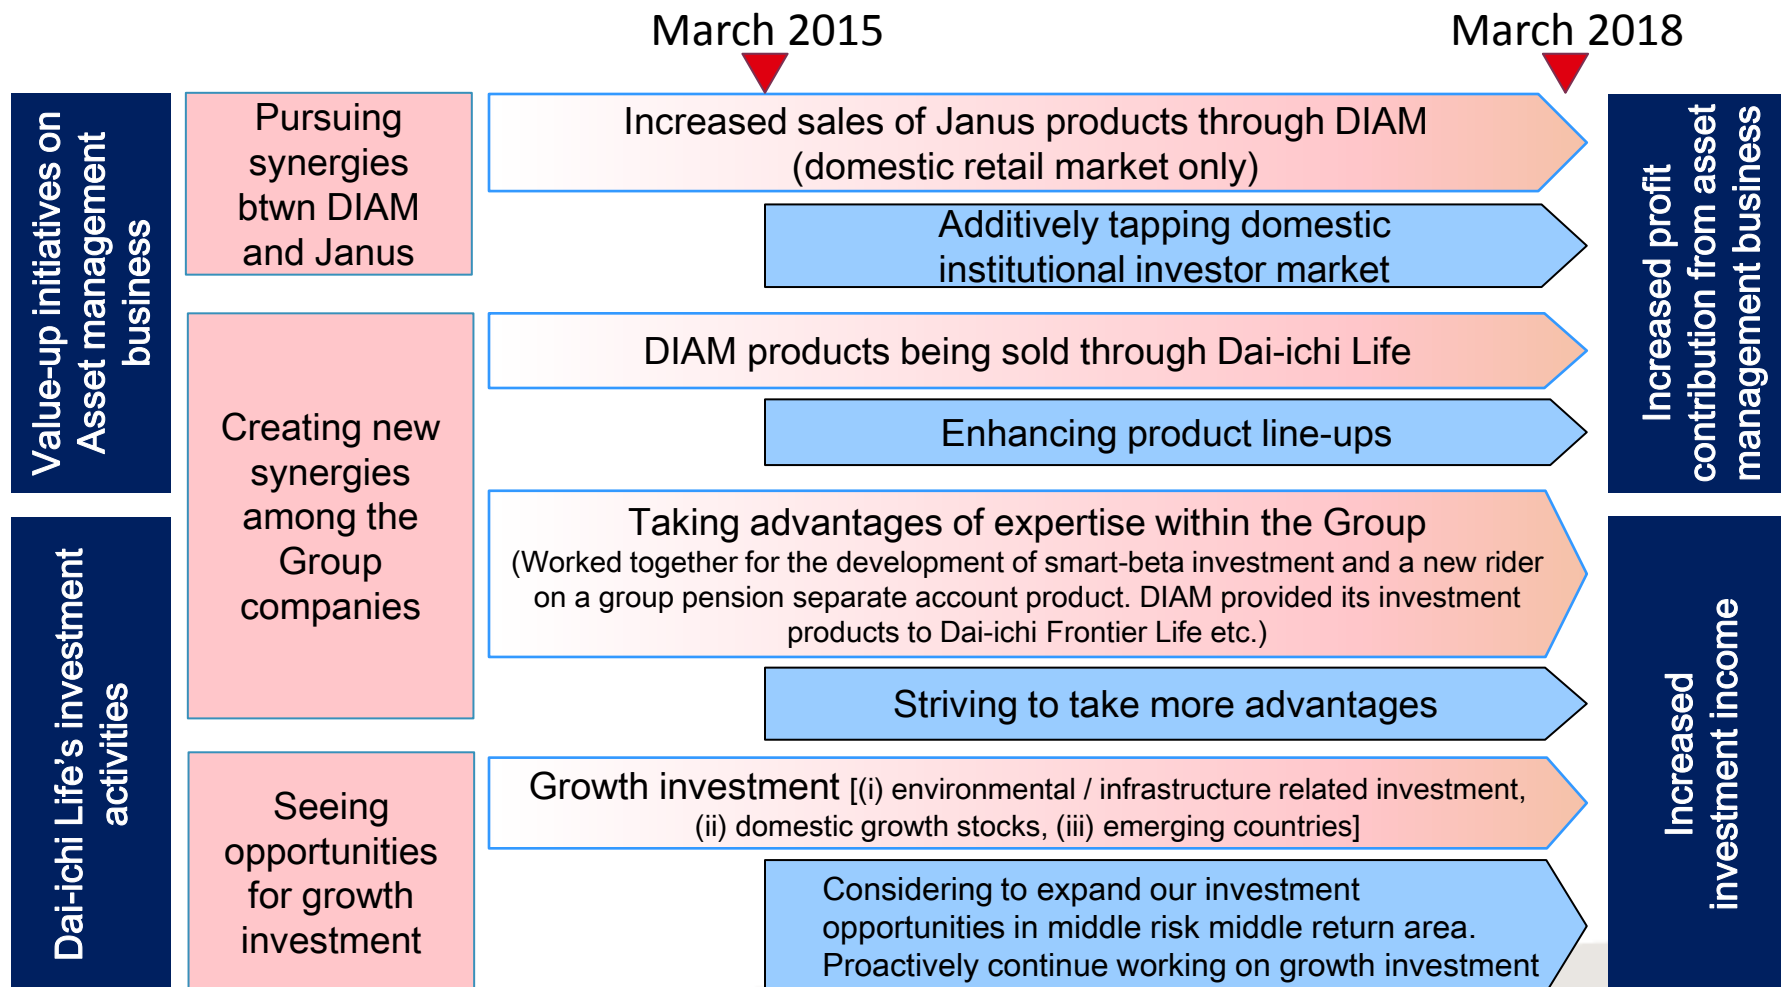 March 2015
March 2018
Value-up initiatives on
Asset management
business
Pursuing
synergies
btwn DIAM
and Janus
Increased sales of Janus products through DIAM
(domestic retail market only)
Additively tapping domestic
institutional investor market
Increased profit
contribution from asset
management business
Creating new
synergies
among the
Group
companies
DIAM products being sold through Dai-ichi Life
Enhancing product line-ups
Taking advantages of expertise within the Group
(Worked together for the development of smart-beta investment and a new rider
on a group pension separate account product. DIAM provided its investment
products to Dai-ichi Frontier Life etc.)
Striving to take more advantages
Dai-ichi Life's investment
activities
Seeing
opportunities
for growth
investment
Growth investment [(i) environmental / infrastructure related investment,
(ii) domestic growth stocks, (iii) emerging countries]
Considering to expand our investment
opportunities in middle risk middle return area.
Proactively continue working on growth investment
Increased
investment income